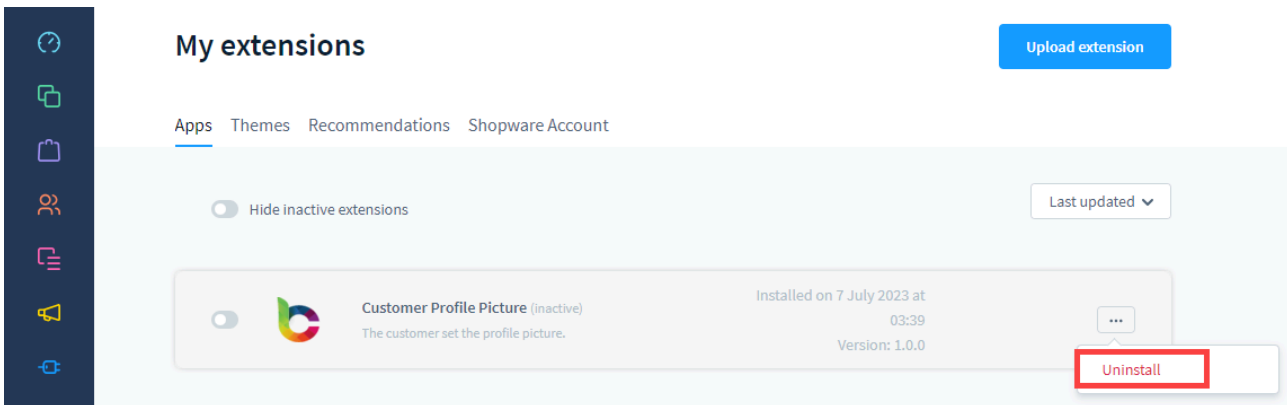 My extensions
Upload extension
Apps Themes Recommendations Shopware Account
Hide inactive extensions
Last updated
Customer Profile Picture (inactive)
The customer set the profile picture.
Installed on 7 July 2023 at
03:39
Version: 1.0.0
...
Uninstall